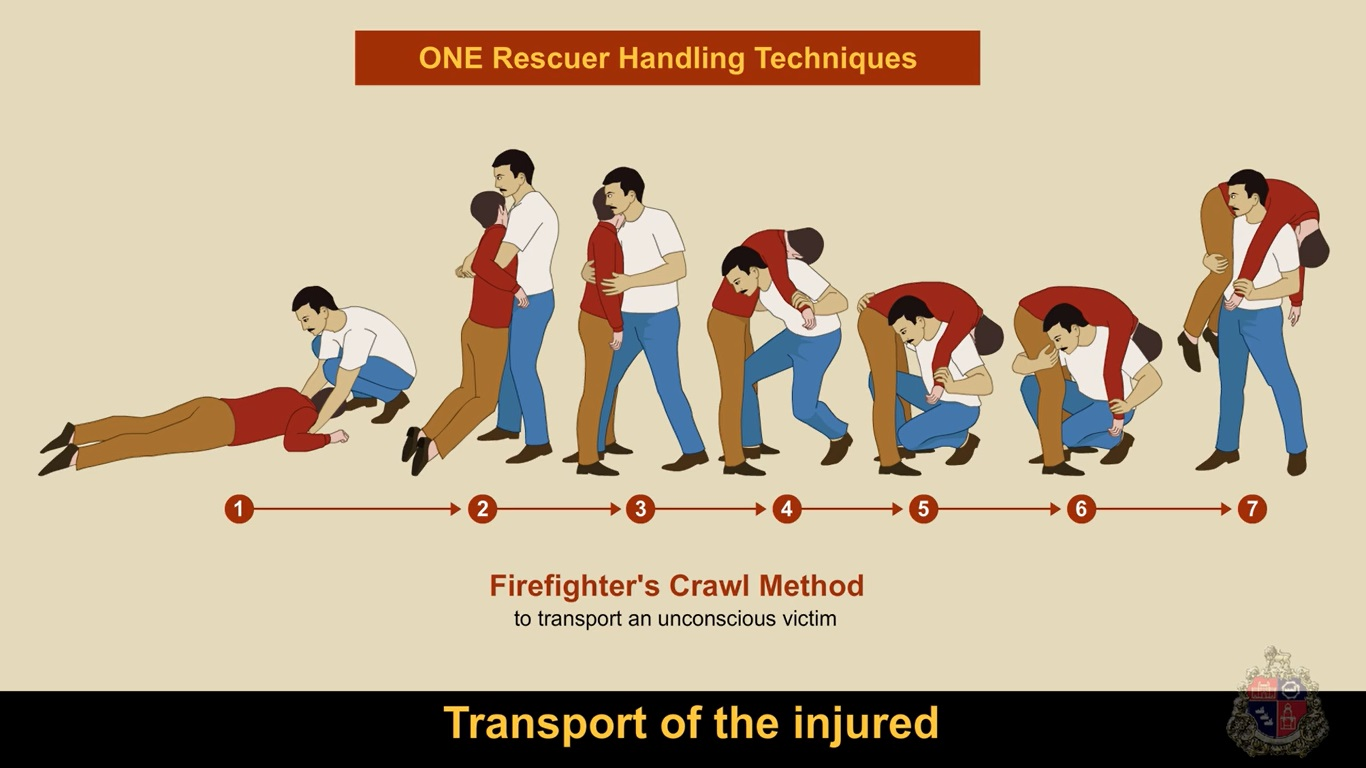 ONE Rescuer Handling Techniques
1
2
3
4
5
6
7
Firefighter's Crawl Method
to transport an unconscious victim
Transport of the injured